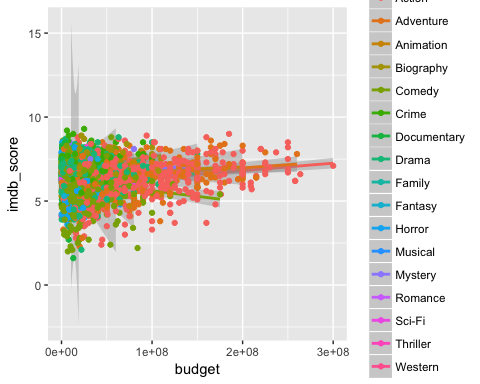 15
10
5
0
imdb_score
0e+00
1e+08
2e+08
3e+08
budget
Adventure
Animation
Biography
Comedy
Crime
Documentary
Drama
Family
Fantasy
Horror
Musical
Mystery
Romance
Sci-Fi
Thriller
Western